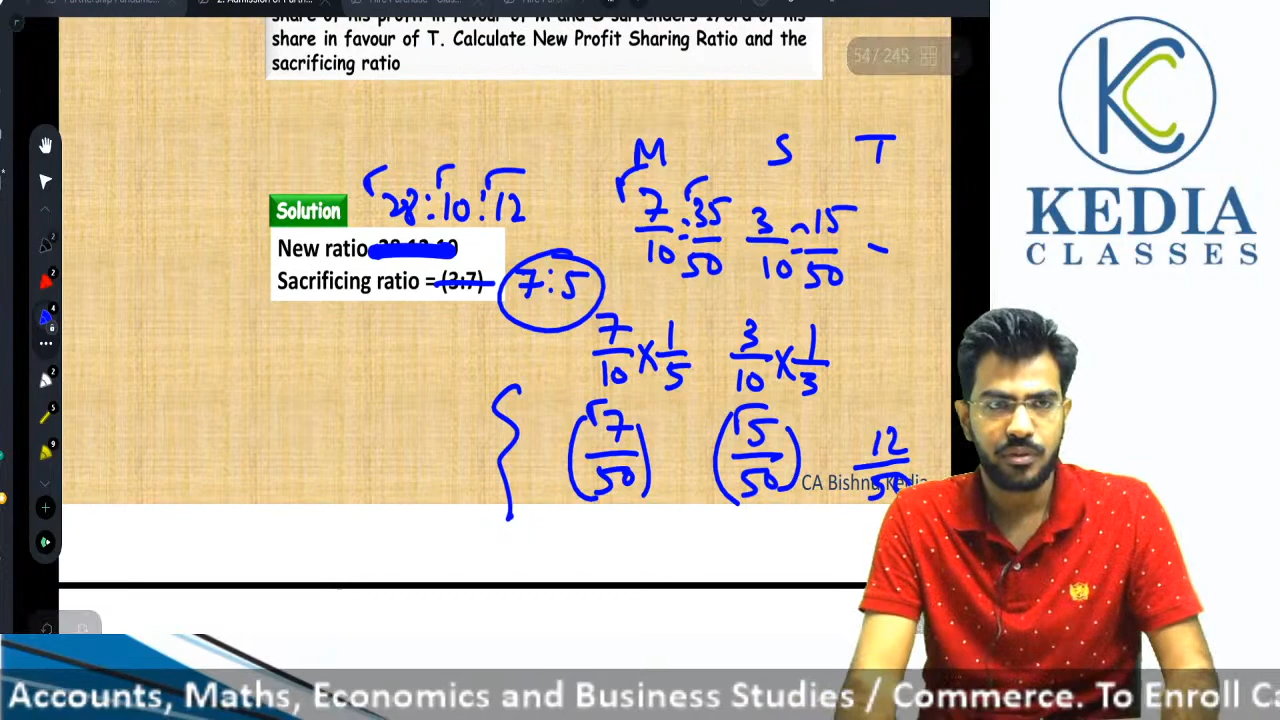 share of his profit in favour of M and S surrenders 1/3rd of his
share in favour of T. Calculate New Profit Sharing Ratio and the
sacrificing ratio
54 / 245
M S T
28 : 10 : 12
7/10 = 35/50 3/10 = 15/50 -
Solution
New ratio
Sacrificing ratio = (3:7) 7:5
7/10 × 1/5 3/10 × 1/3
(7/50) (5/50) 12/50
CA Bishnu Kedia
KC
KEDIA
CLASSES
Accounts, Maths, Economics and Business Studies / Commerce. To Enroll